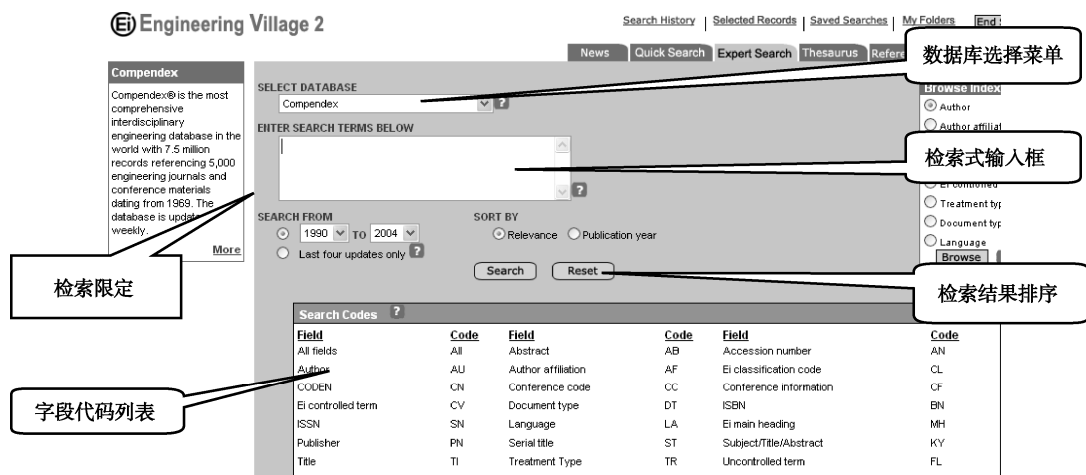 Ei Engineering Village 2
Search History | Selected Records | Saved Searches | My Folders
News Quick Search Expert Search Thesaurus
数据库选择菜单
Compendex
Compendex® is the most
comprehensive
interdisciplinary
engineering database in the
world with 7.5 million
records referencing 5,000
engineering journals and
conference materials
dating from 1969. The
database is
weekly.
More
SELECT DATABASE
Compendex
?
ENTER SEARCH TERMS BELOW
?
SEARCH FROM
1990 TO 2004
Last four updates only ?
SORT BY
Relevance Publication year
Search Reset
Browse
Author
Author
检索式输入框
Treatment
Document
Language
Browse
检索限定
检索结果排序
Search Codes ?
Field Code Field Code Field Code
All fields All Abstract AB Accession number AN
Author AU Author affiliation AF Ei classification code CL
CODEN CN Conference code CC Conference information CF
Ei controlled term CV Document type DT ISBN BN
ISSN SN Language LA Ei main heading MH
Publisher PN Serial title ST Subject/Title/Abstract KY
Title TI Treatment Type TR Uncontrolled term FL
字段代码列表